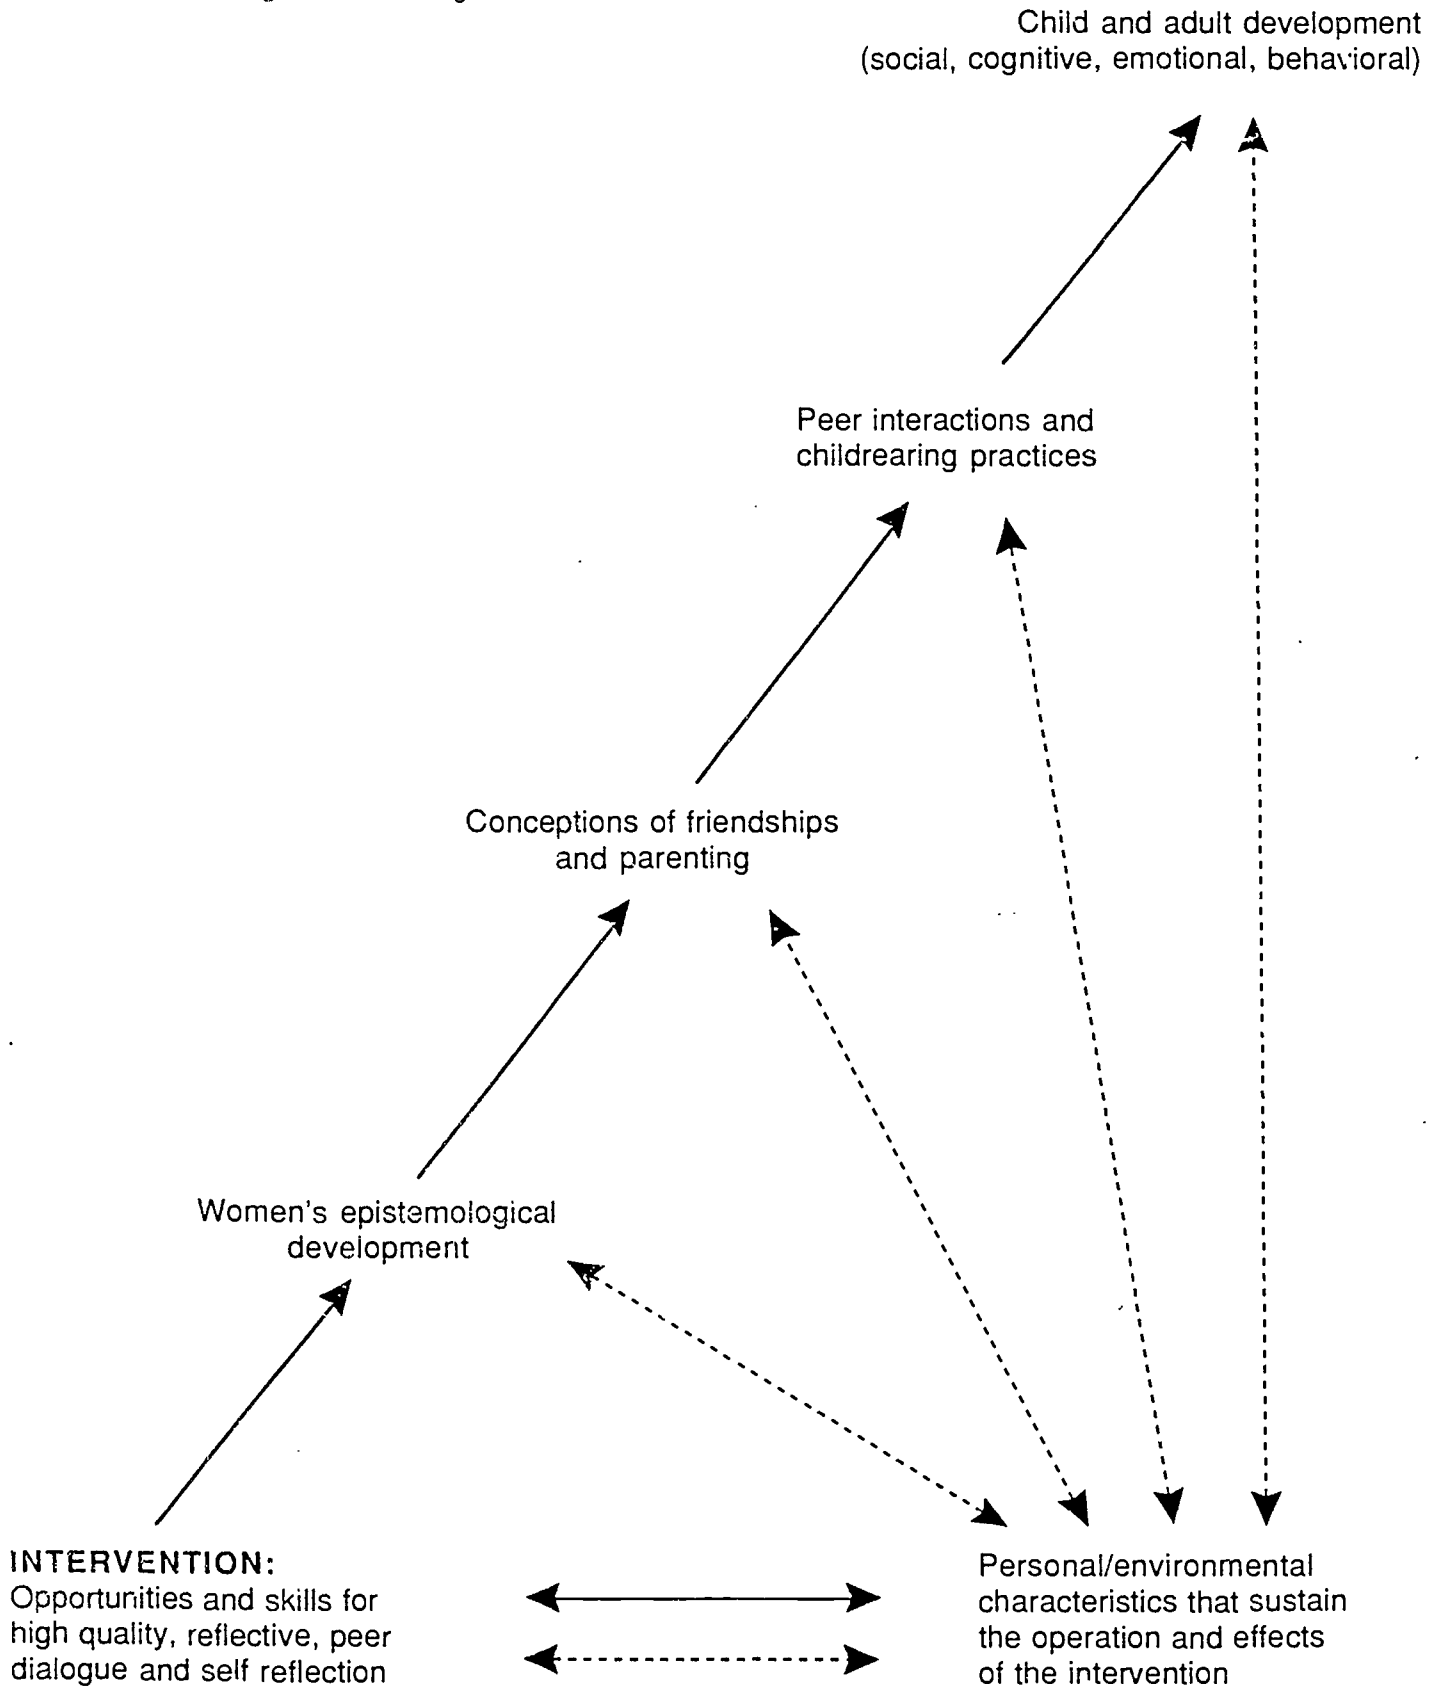 Child and adult development
(social, cognitive, emotional, behavioral)
Peer interactions and
childrearing practices
Conceptions of friendships
and parenting
Women's epistemological
development
INTERVENTION:
Opportunities and skills for
high quality, reflective, peer
dialogue and self reflection
Personal/environmental
characteristics that sustain
the operation and effects
of the intervention